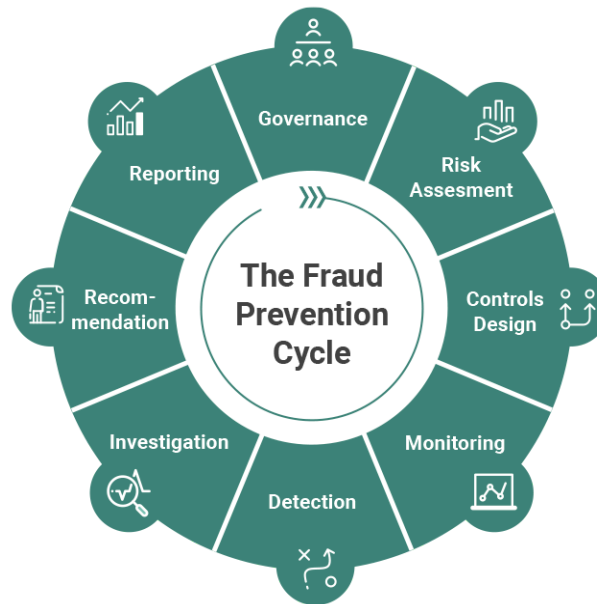 The Fraud
Prevention
Cycle
Governance
Risk
Assesment
Controls
Design
Monitoring
Detection
Investigation
Recom-
mendation
Reporting